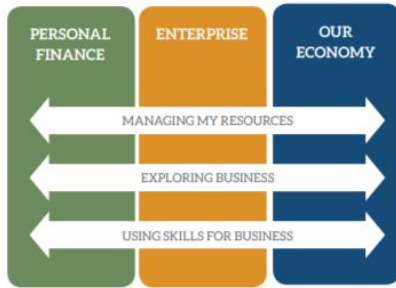 PERSONAL
FINANCE
ENTERPRISE
OUR
ECONOMY
MANAGING MY RESOURCES
EXPLORING BUSINESS
USING SKILLS FOR BUSINESS